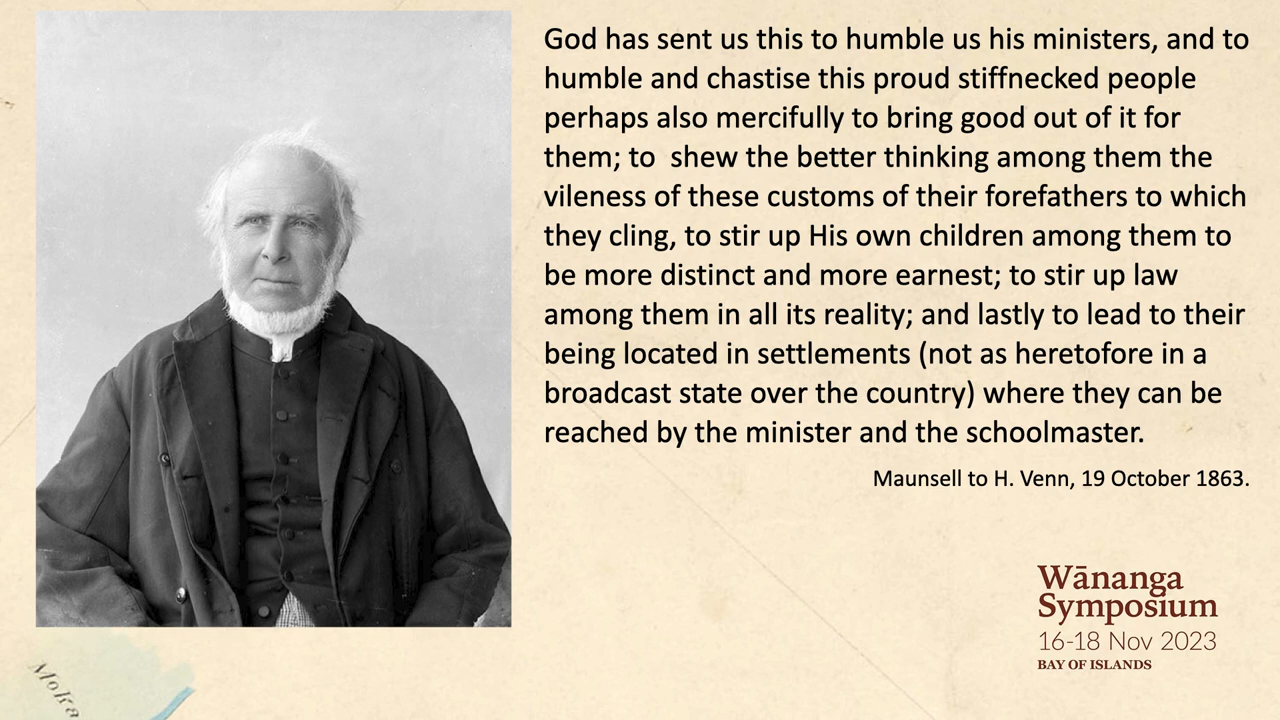 God has sent us this to humble us his ministers, and to
humble and chastise this proud stiffnecked people
perhaps also mercifully to bring good out of it for
them; to  shew the better thinking among them the
vileness of these customs of their forefathers to which
they cling, to stir up His own children among them to
be more distinct and more earnest; to stir up law
among them in all its reality; and lastly to lead to their
being located in settlements (not as heretofore in a
broadcast state over the country) where they can be
reached by the minister and the schoolmaster.
Maunsell to H. Venn, 19 October 1863.
Wānanga
Symposium
16-18 Nov 2023
BAY OF ISLANDS
Moka